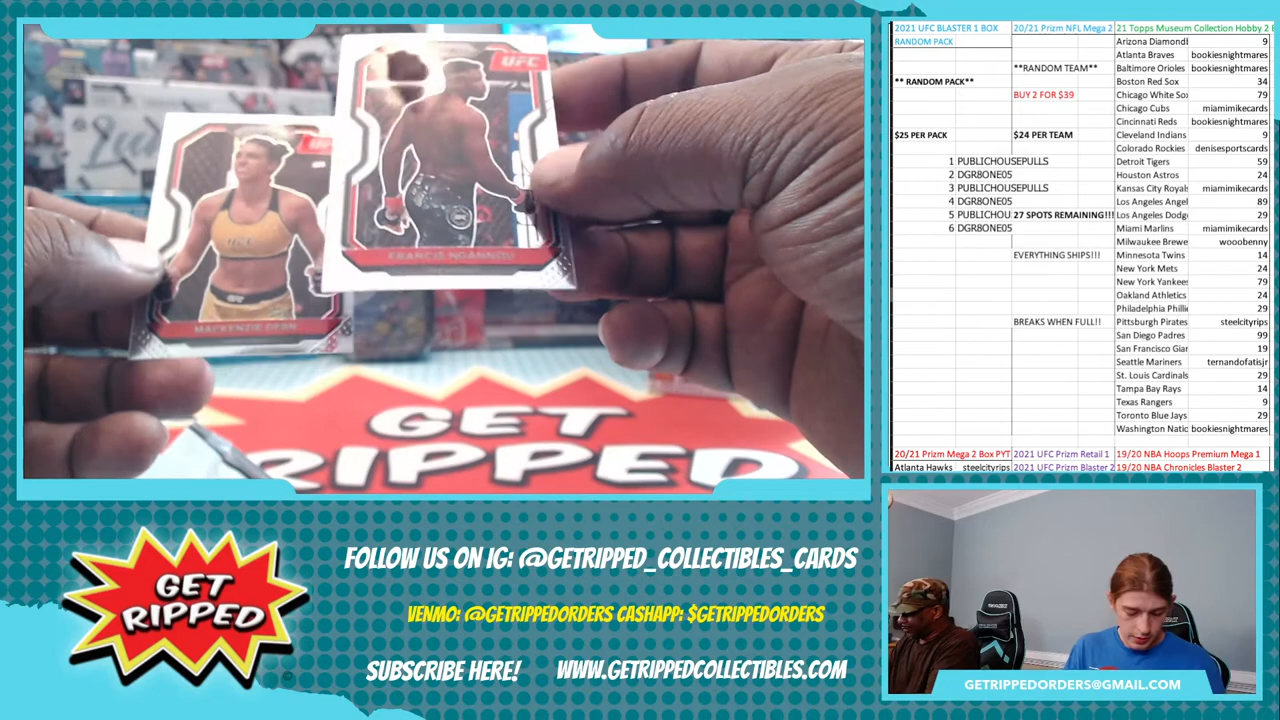 UFC
FRANCIS NGANNOU
UFC
MACKENZIE DERN
GET
RIPPED
2021 UFC BLASTER 1 BOX 20/21 Prizm NFL Mega 2 21 Topps Museum Collection Hobby 2 B
RANDOM PACK Arizona Diamondl 9
Atlanta Braves bookiesnightmares
**RANDOM TEAM** Baltimore Orioles bookiesnightmares
** RANDOM PACK** Boston Red Sox 34
BUY 2 FOR $39 Chicago White Sox 79
Chicago Cubs miamimikecards
Cincinnati Reds bookiesnightmares
$25 PER PACK $24 PER TEAM Cleveland Indians 9
Colorado Rockies denisesportscards
1 PUBLICHOUSEPULLS Detroit Tigers 59
2 DGR8ONE05 Houston Astros 24
3 PUBLICHOUSEPULLS Kansas City Royals miamimikecards
4 DGR8ONE05 Los Angeles Angel 89
5 PUBLICHOU 27 SPOTS REMAINING!!! Los Angeles Dodge 29
6 DGR8ONE05 Miami Marlins miamimikecards
Milwaukee Brewe wooobenny
EVERYTHING SHIPS!!! Minnesota Twins 14
New York Mets 24
New York Yankees 79
Oakland Athletics 24
Philadelphia Phillie 29
BREAKS WHEN FULL!! Pittsburgh Pirates steelcityrips
San Diego Padres 99
San Francisco Giar 19
Seattle Mariners ternandofatisjr
St. Louis Cardinals 29
Tampa Bay Rays 14
Texas Rangers 9
Toronto Blue Jays 29
Washington Natio bookiesnightmares
20/21 Prizm Mega 2 Box PYT 2021 UFC Prizm Retail 1 19/20 NBA Hoops Premium Mega 1
Atlanta Hawks steelcityrips 2021 UFC Prizm Blaster 2 19/20 NBA Chronicles Blaster 2
GET
RIPPED
FOLLOW US ON IG: @GETRIPPED_COLLECTIBLES_CARDS
VENMO: @GETRIPPEDORDERS CASHAPP: $GETRIPPEDORDERS
SUBSCRIBE HERE! WWW.GETRIPPEDCOLLECTIBLES.COM
GETRIPPEDORDERS@GMAIL.COM